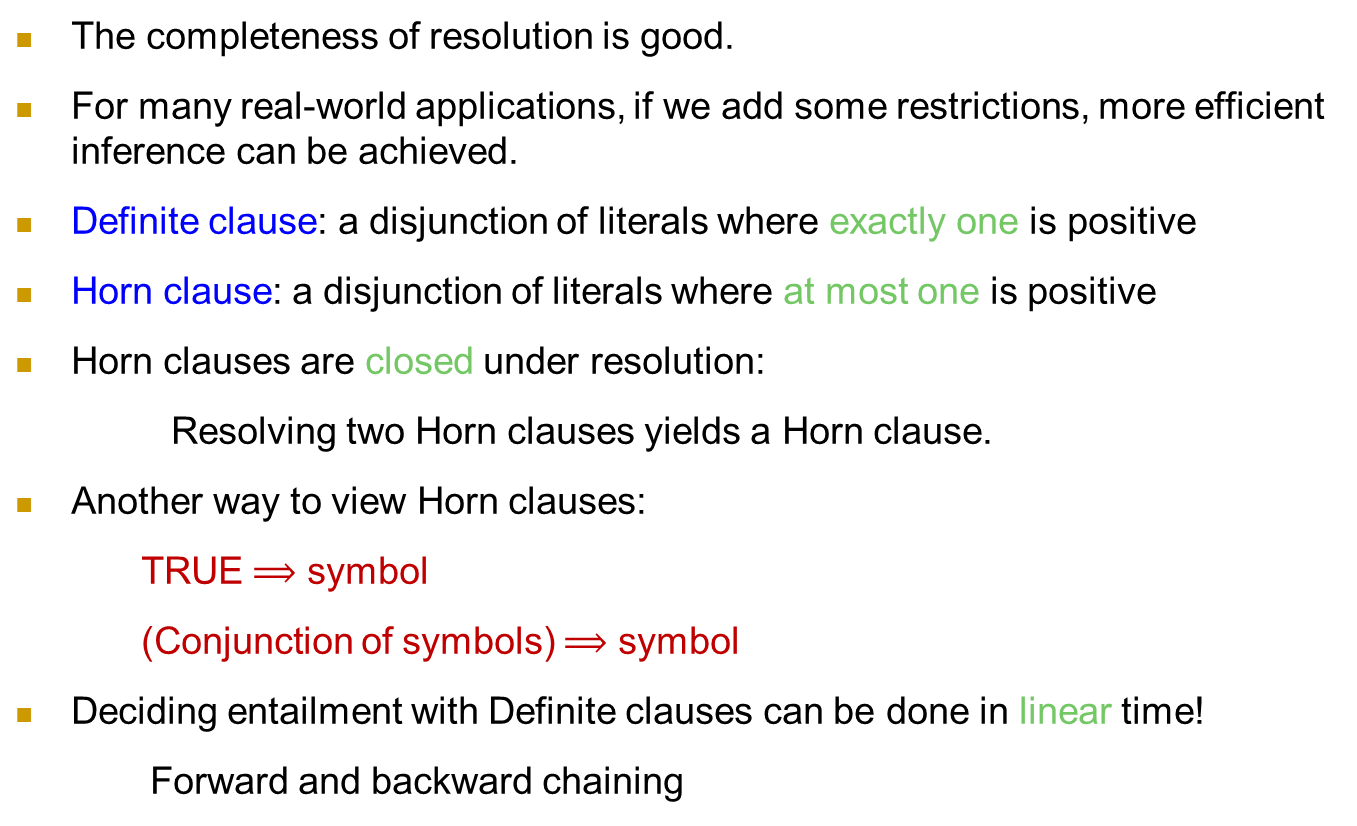 The completeness of resolution is good.
For many real-world applications, if we add some restrictions, more efficient
inference can be achieved.
Definite clause: a disjunction of literals where exactly one is positive
Horn clause: a disjunction of literals where at most one is positive
Horn clauses are closed under resolution:
Resolving two Horn clauses yields a Horn clause.
Another way to view Horn clauses:
TRUE ⟹ symbol
(Conjunction of symbols) ⟹ symbol
Deciding entailment with Definite clauses can be done in linear time!
Forward and backward chaining